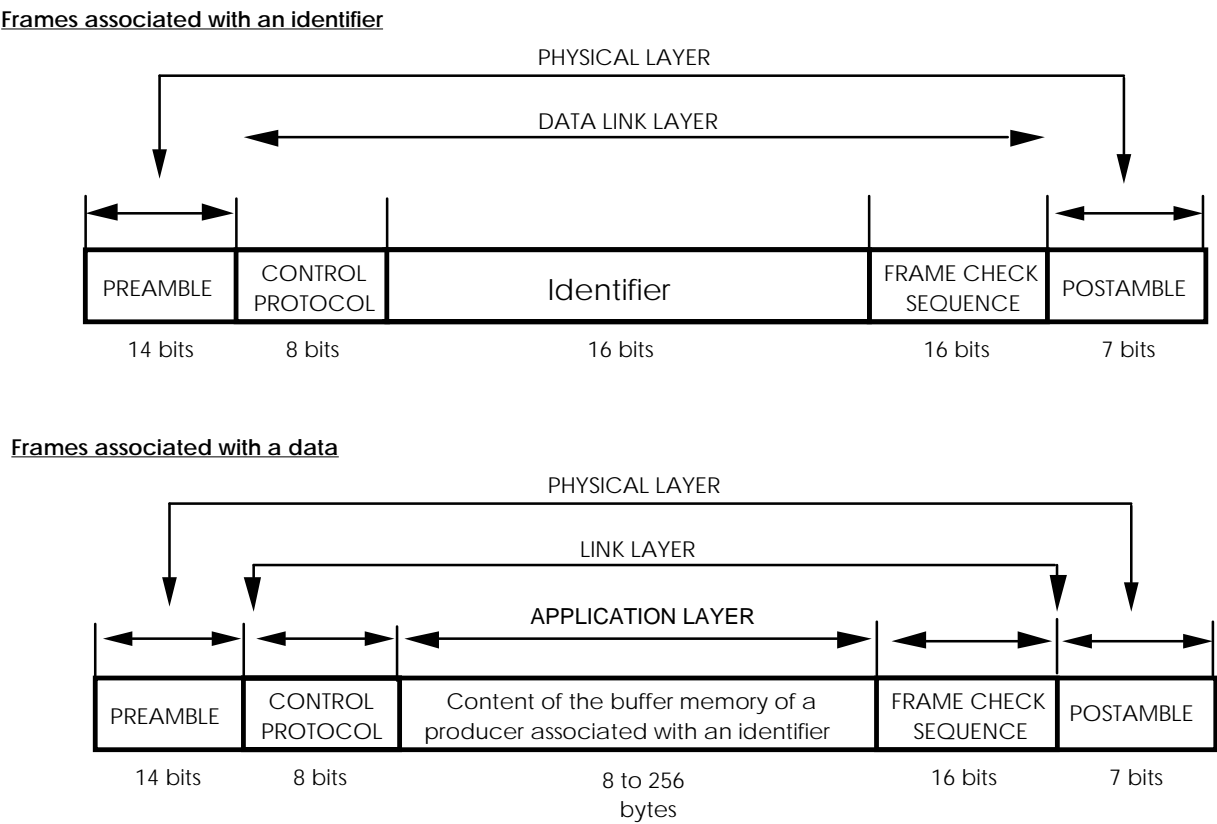 Frames associated with an identifier
PHYSICAL LAYER
DATA LINK LAYER
PREAMBLE
CONTROL
PROTOCOL
Identifier
FRAME CHECK
SEQUENCE
POSTAMBLE
14 bits
8 bits
16 bits
16 bits
7 bits
Frames associated with a data
PHYSICAL LAYER
LINK LAYER
APPLICATION LAYER
PREAMBLE
CONTROL
PROTOCOL
Content of the buffer memory of a
producer associated with an identifier
FRAME CHECK
SEQUENCE
POSTAMBLE
14 bits
8 bits
8 to 256
bytes
16 bits
7 bits